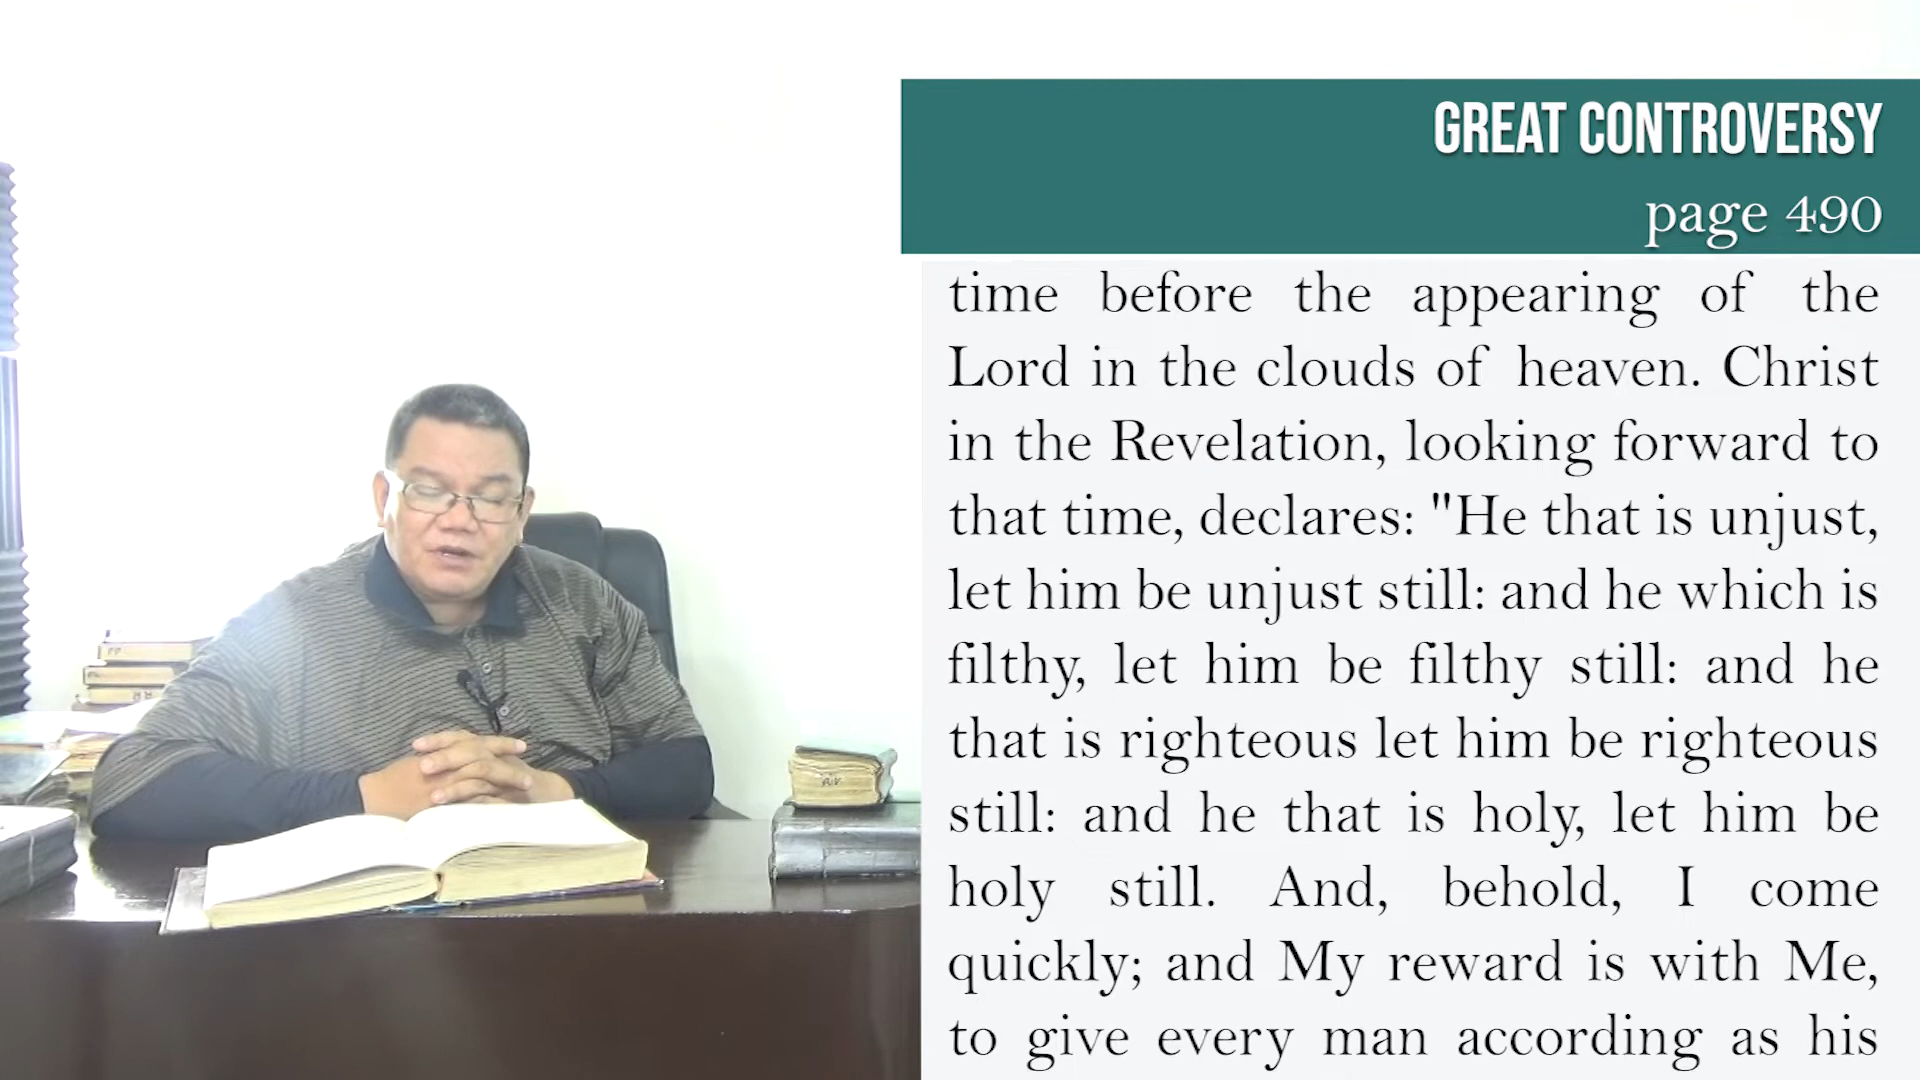 GREAT CONTROVERSY
page 490
time before the appearing of the
Lord in the clouds of heaven. Christ
in the Revelation, looking forward to
that time, declares: "He that is unjust,
let him be unjust still: and he which is
filthy, let him be filthy still: and he
that is righteous let him be righteous
still: and he that is holy, let him be
holy still. And, behold, I come
quickly; and My reward is with Me,
to give every man according as his
PP